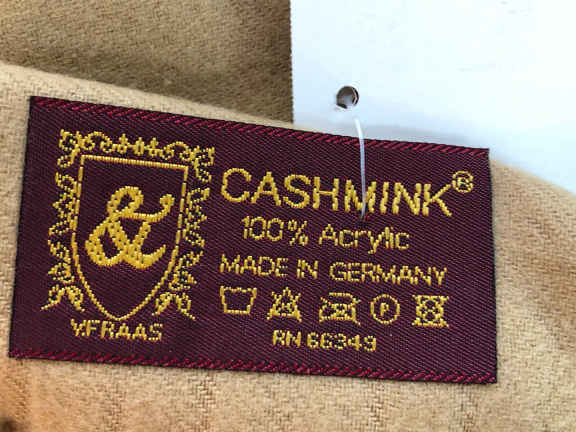 &
V.FRAAS
CASHMINK®
100% Acrylic
MADE IN GERMANY
P
RN 66349